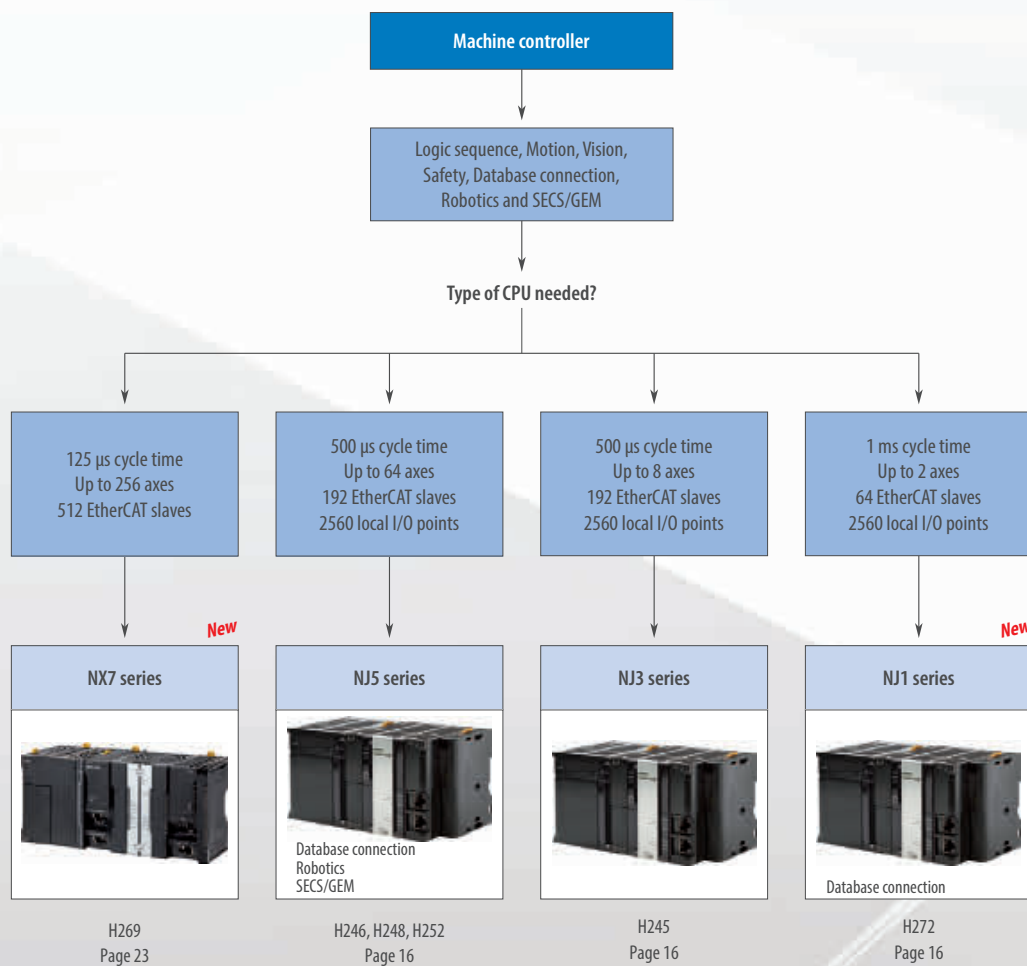 Machine controller
Logic sequence, Motion, Vision,
Safety, Database connection,
Robotics and SECS/GEM
Type of CPU needed?
125 µs cycle time
Up to 256 axes
512 EtherCAT slaves
500 µs cycle time
Up to 64 axes
192 EtherCAT slaves
2560 local I/O points
500 µs cycle time
Up to 8 axes
192 EtherCAT slaves
2560 local I/O points
1 ms cycle time
Up to 2 axes
64 EtherCAT slaves
2560 local I/O points
New
NX7 series
NJ5 series
Database connection
Robotics
SECS/GEM
NJ3 series
New
NJ1 series
Database connection
H269
Page 23
H246, H248, H252
Page 16
H245
Page 16
H272
Page 16